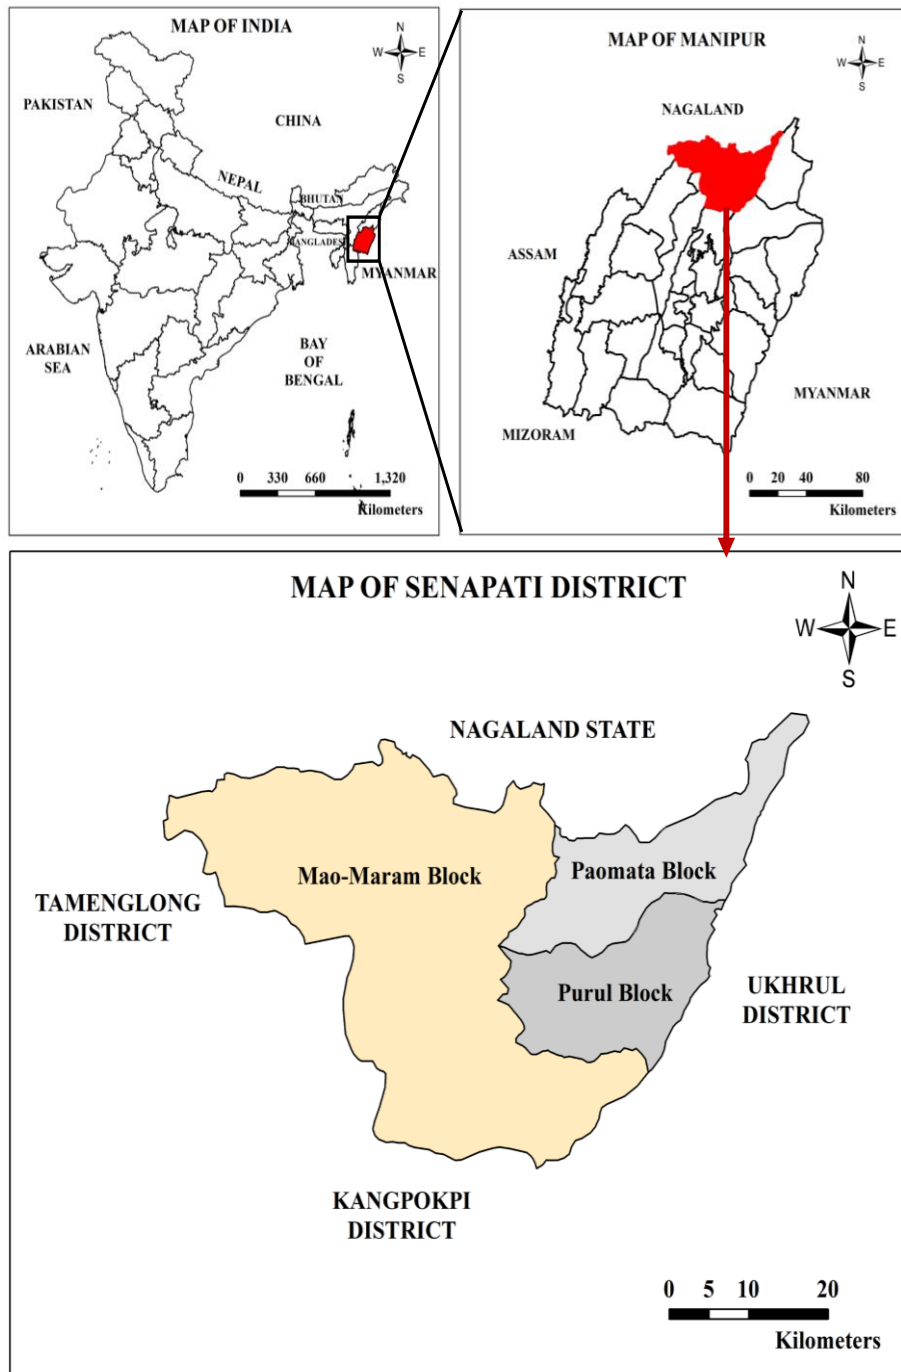 MAP OF INDIA
N
W E
S
PAKISTAN
CHINA
NEPAL
BHUTAN
BANGLADESH
MYANMAR
ARABIAN
SEA
BAY
OF
BENGAL
0 330 660 1,320
Kilometers
MAP OF MANIPUR
N
W E
S
NAGALAND
ASSAM
MYANMAR
MIZORAM
0 20 40 80
Kilometers
MAP OF SENAPATI DISTRICT
N
W E
S
NAGALAND STATE
Mao-Maram Block
Paomata Block
TAMENGLONG
DISTRICT
Purul Block
UKHRUL
DISTRICT
KANGPOKPI
DISTRICT
0 5 10 20
Kilometers